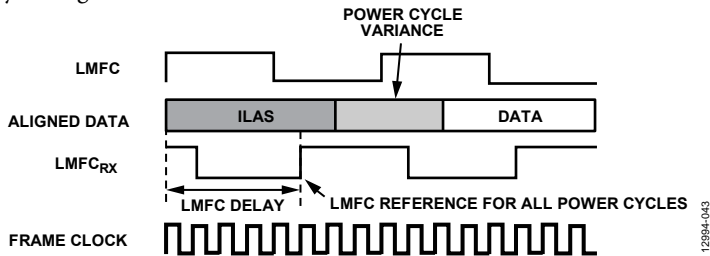 POWER CYCLE
VARIANCE
LMFC
ALIGNED DATA
ILAS
DATA
LMFCRX
LMFC DELAY
LMFC REFERENCE FOR ALL POWER CYCLES
FRAME CLOCK
12994-043